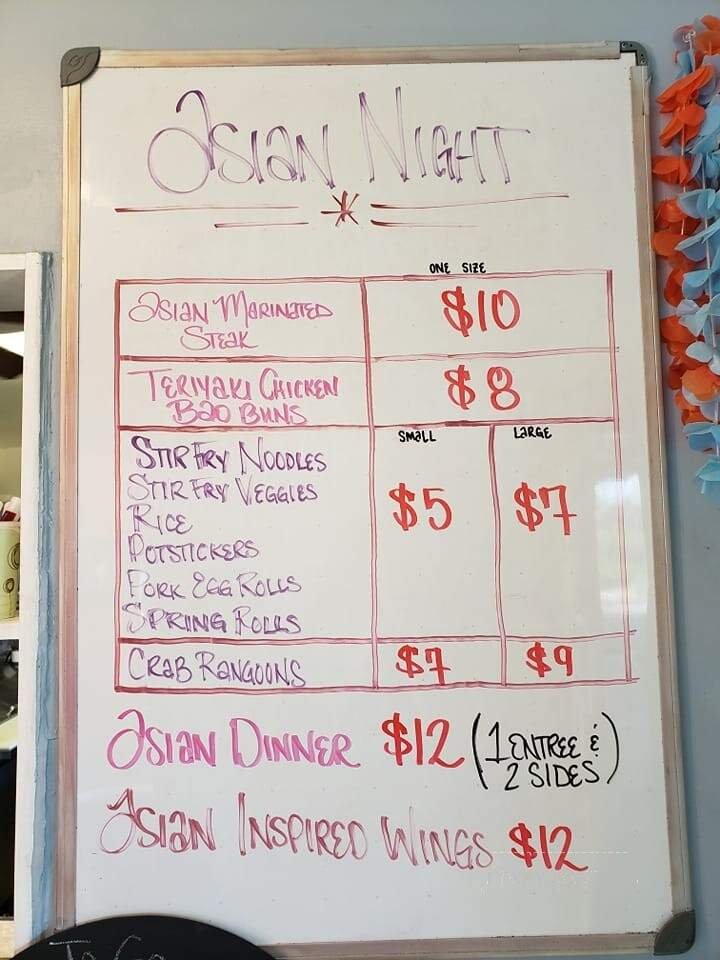 Asian Night
ONE SIZE
Asian Marinated
Steak
$10
Teriyaki Chicken
Bao Buns
$8
SMALL
LARGE
Stir Fry Noodles
Stir Fry Veggies
Rice
Potstickers
Pork Egg Rolls
Spring Rolls
$5
$7
Crab Rangoons
$7
$9
Asian Dinner $12 (1 ENTREE &
2 SIDES)
Asian Inspired Wings $12
To Go